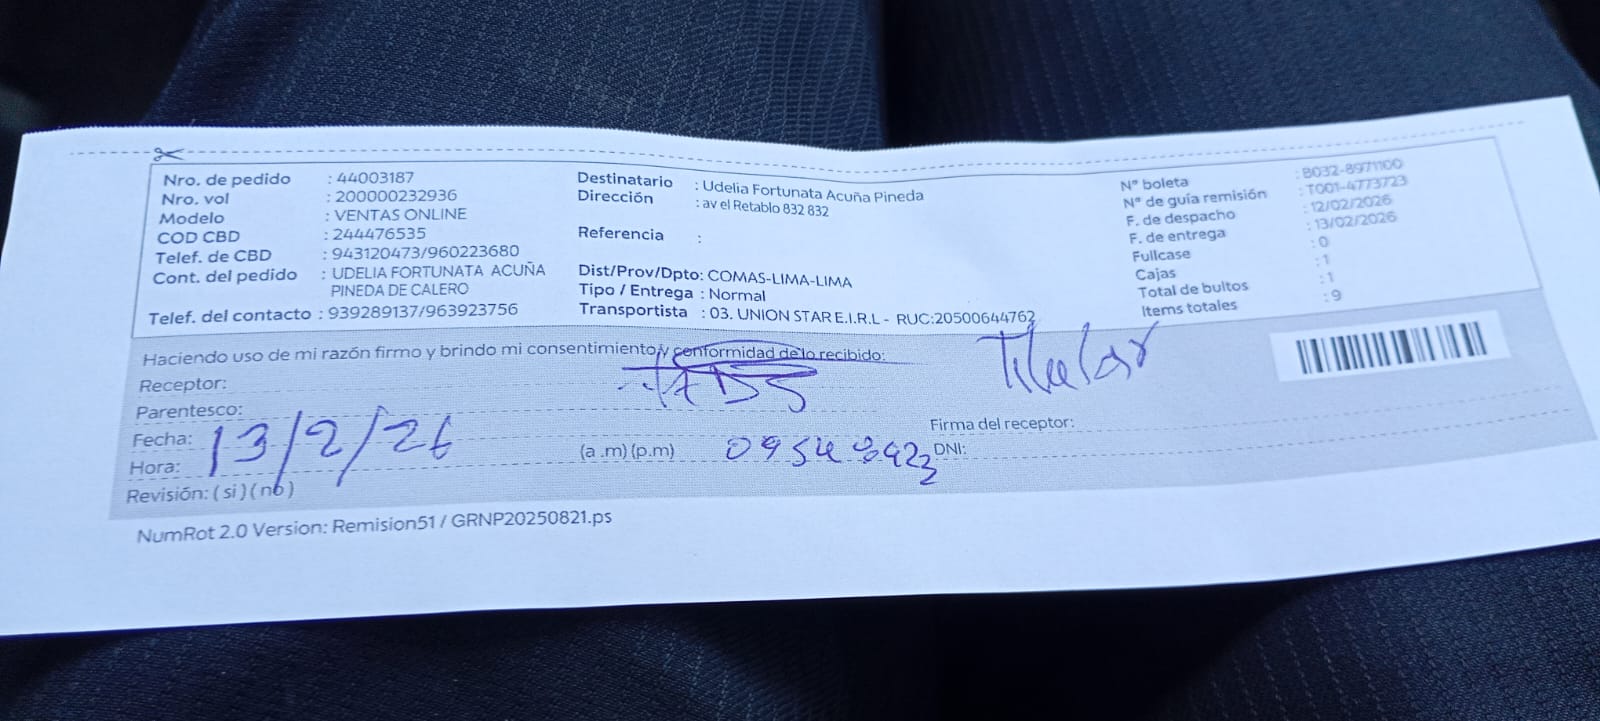 Nro. de pedido : 44003187
Nro. vol : 200000232936
Modelo : VENTAS ONLINE
COD CBD : 244476535
Telef. de CBD : 943120473/960223680
Cont. del pedido : UDELIA FORTUNATA ACUÑA
PINEDA DE CALERO
Telef. del contacto : 939289137/963923756
Destinatario : Udelia Fortunata Acuña Pineda
Dirección : av el Retablo 832 832
Referencia :
Dist/Prov/Dpto: COMAS-LIMA-LIMA
Tipo / Entrega : Normal
Transportista : 03. UNION STAR E.I.R.L - RUC:20500644762
N° boleta : B032-8971100
N° de guía remisión : T001-4773723
F. de despacho : 12/02/2026
F. de entrega : 13/02/2026
Fullcase : 0
Cajas : 1
Total de bultos : 1
Items totales : 9
Haciendo uso de mi razón firmo y brindo mi consentimiento y conformidad de lo recibido:
Receptor:
Titular
Parentesco:
Firma del receptor:
Fecha: 13/2/26
Hora: (a .m) (p.m)
DNI:
Revisión: ( si ) ( no )
NumRot 2.0 Version: Remision51 / GRNP20250821.ps